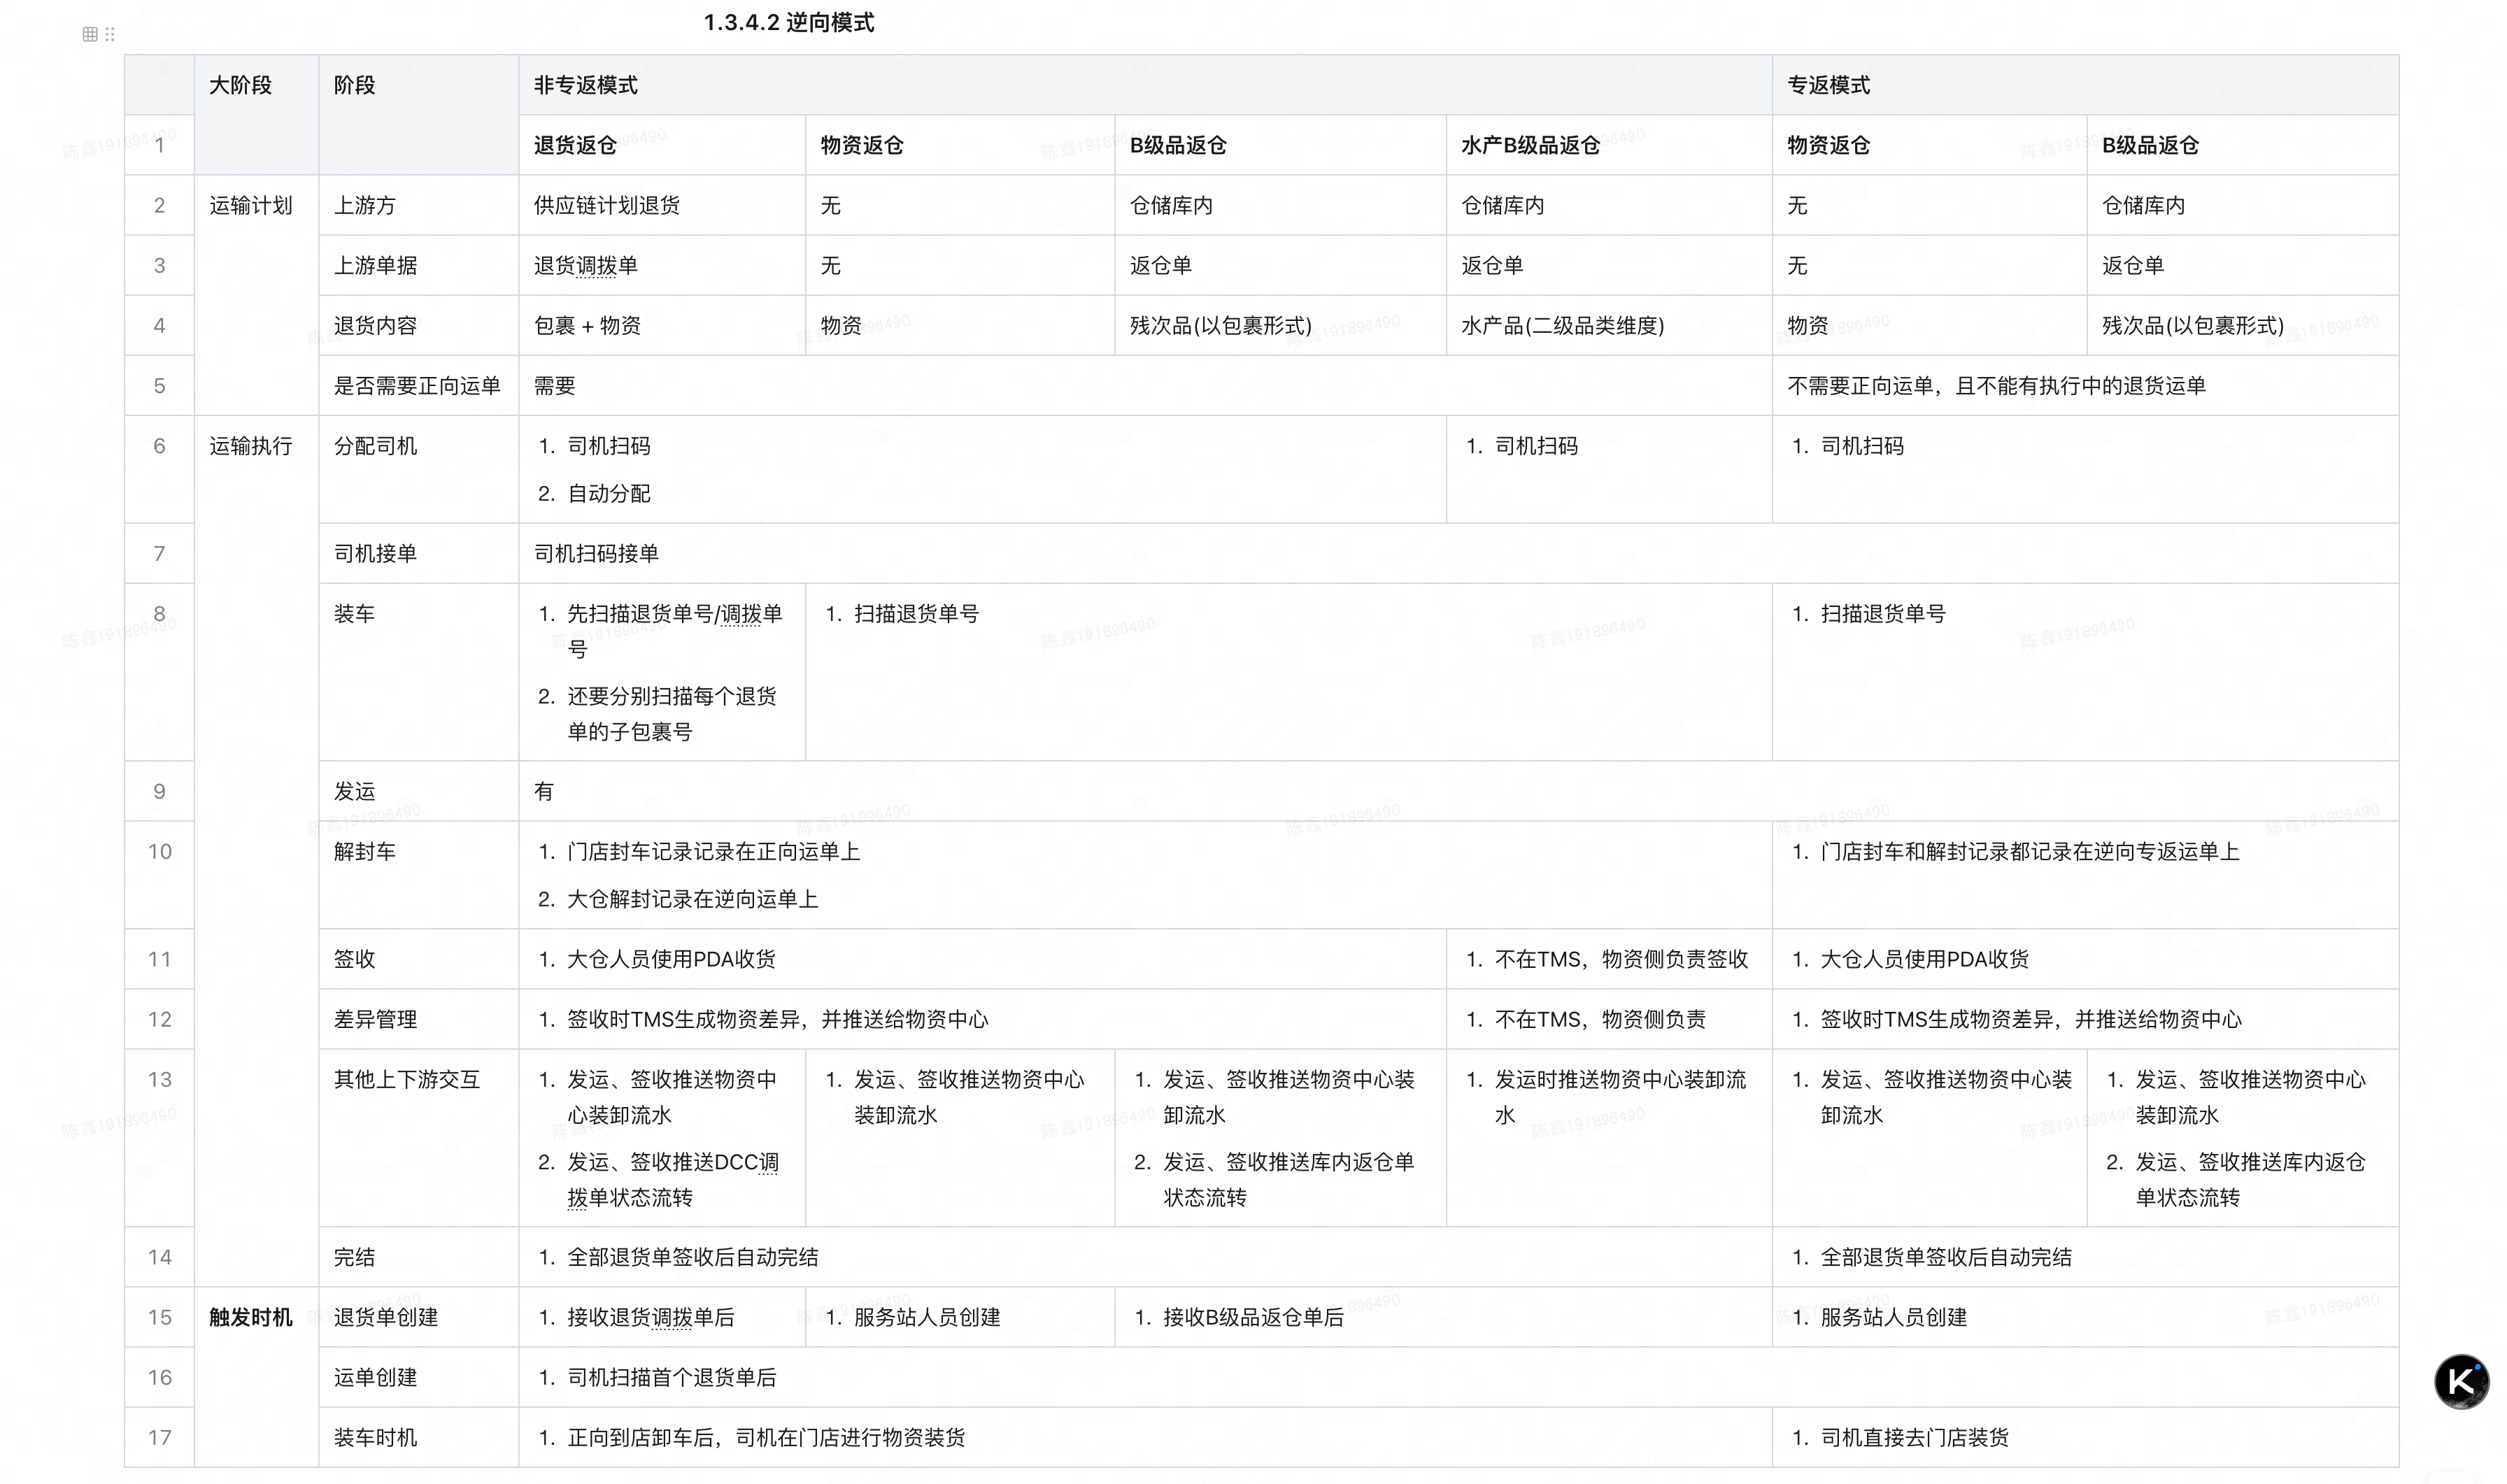 1.3.4.2 逆向模式
大阶段 阶段 非专返模式 专返模式
1 退货返仓 物资返仓 B级品返仓 水产B级品返仓 物资返仓 B级品返仓
2 运输计划 上游方 供应链计划退货 无 仓储库内 仓储库内 无 仓储库内
3 上游单据 退货调拨单 无 返仓单 返仓单 无 返仓单
4 退货内容 包裹 + 物资 物资 残次品(以包裹形式) 水产品(二级品类维度) 物资 残次品(以包裹形式)
5 是否需要正向运单 需要 不需要正向运单，且不能有执行中的退货运单
6 运输执行 分配司机 1. 司机扫码 1. 司机扫码 1. 司机扫码
2. 自动分配
7 司机接单 司机扫码接单
8 装车 1. 先扫描退货单号/调拨单 1. 扫描退货单号 1. 扫描退货单号
号
2. 还要分别扫描每个退货
单的子包裹号
9 发运 有
10 解封车 1. 门店封车记录记录在正向运单上 1. 门店封车和解封记录都记录在逆向专返运单上
2. 大仓解封记录在逆向运单上
11 签收 1. 大仓人员使用PDA收货 1. 不在TMS，物资侧负责签收 1. 大仓人员使用PDA收货
12 差异管理 1. 签收时TMS生成物资差异，并推送给物资中心 1. 不在TMS，物资侧负责 1. 签收时TMS生成物资差异，并推送给物资中心
13 其他上下游交互 1. 发运、签收推送物资中 1. 发运、签收推送物资中心 1. 发运、签收推送物资中心装 1. 发运时推送物资中心装卸流 1. 发运、签收推送物资中心装 1. 发运、签收推送物资中心
心装卸流水 装卸流水 卸流水 水 卸流水 装卸流水
2. 发运、签收推送DCC调 2. 发运、签收推送库内返仓单 2. 发运、签收推送库内返仓
拨单状态流转 状态流转 单状态流转
14 完结 1. 全部退货单签收后自动完结 1. 全部退货单签收后自动完结
15 触发时机 退货单创建 1. 接收退货调拨单后 1. 服务站人员创建 1. 接收B级品返仓单后 1. 服务站人员创建
16 运单创建 1. 司机扫描首个退货单后
17 装车时机 1. 正向到店卸车后，司机在门店进行物资装货 1. 司机直接去门店装货
陈鑫191896490
K